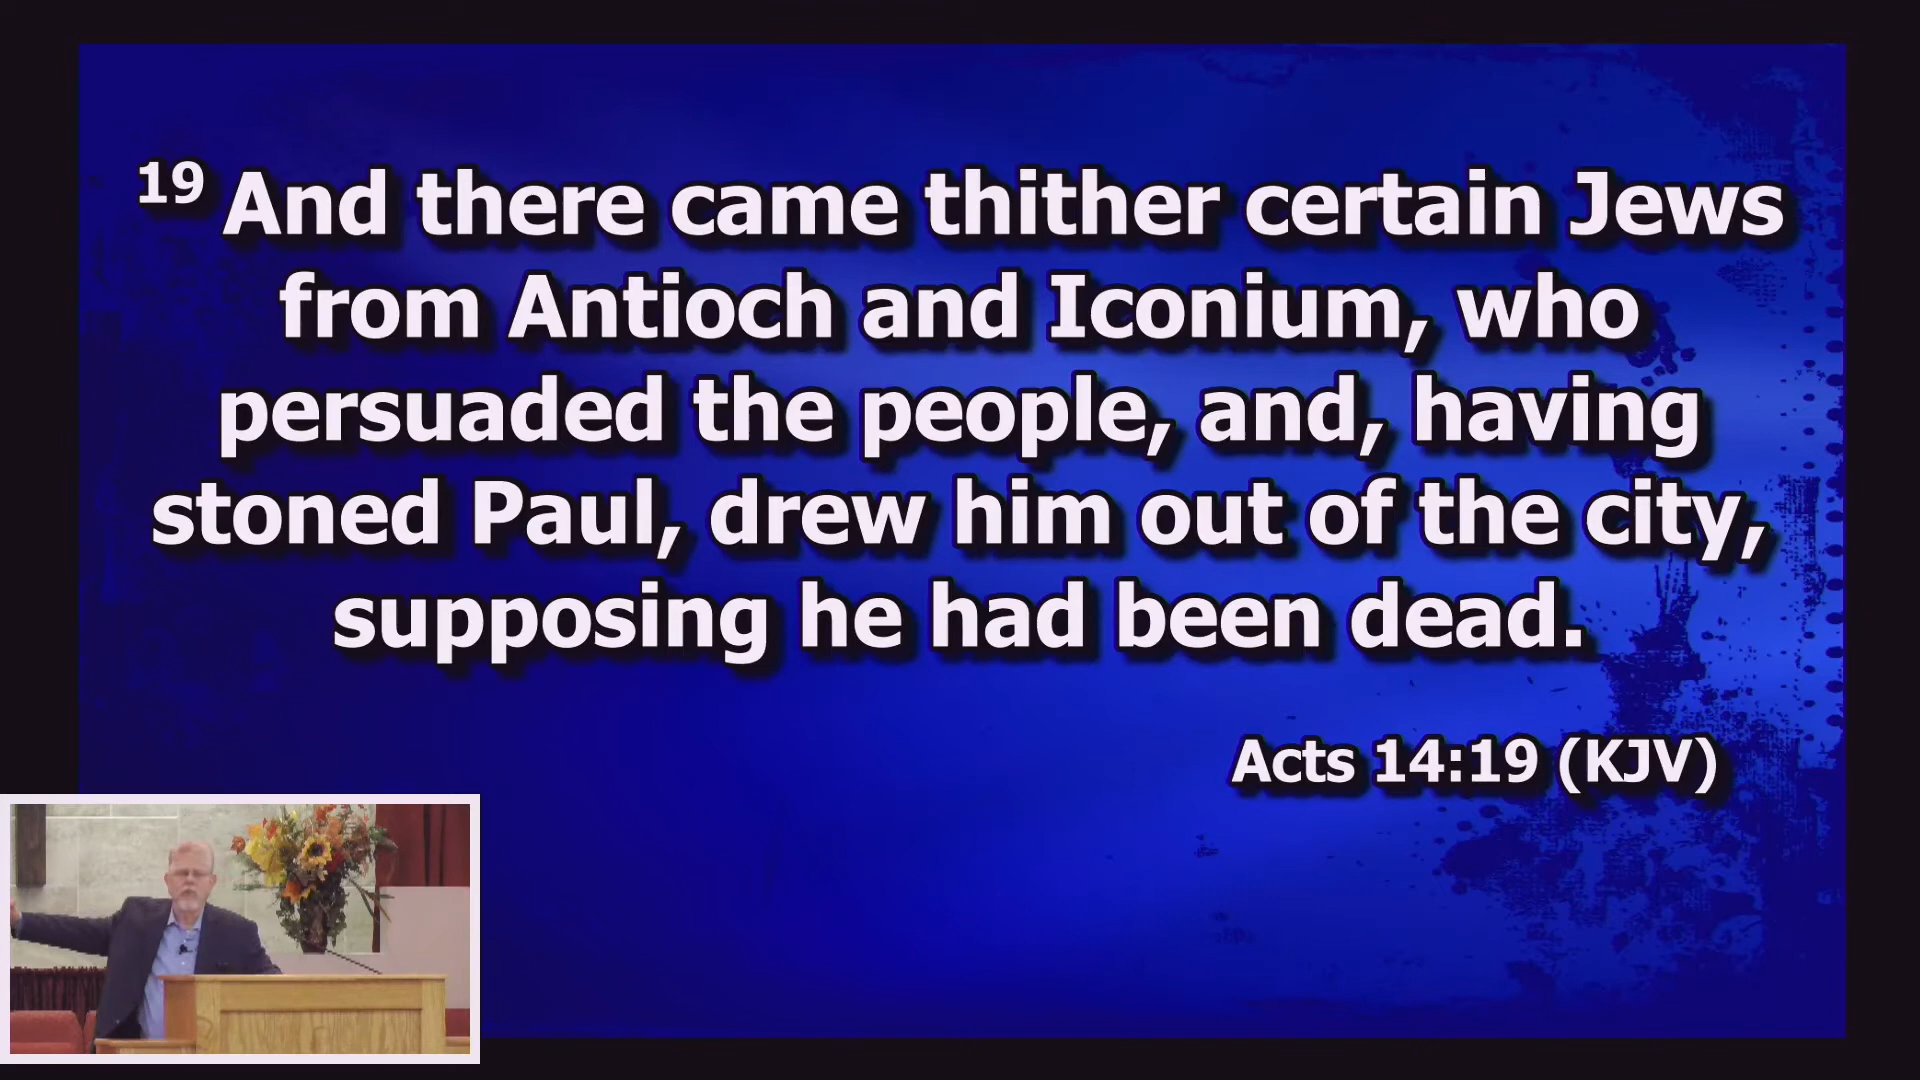 19 And there came thither certain Jews
from Antioch and Iconium, who
persuaded the people, and, having
stoned Paul, drew him out of the city,
supposing he had been dead.
Acts 14:19 (KJV)